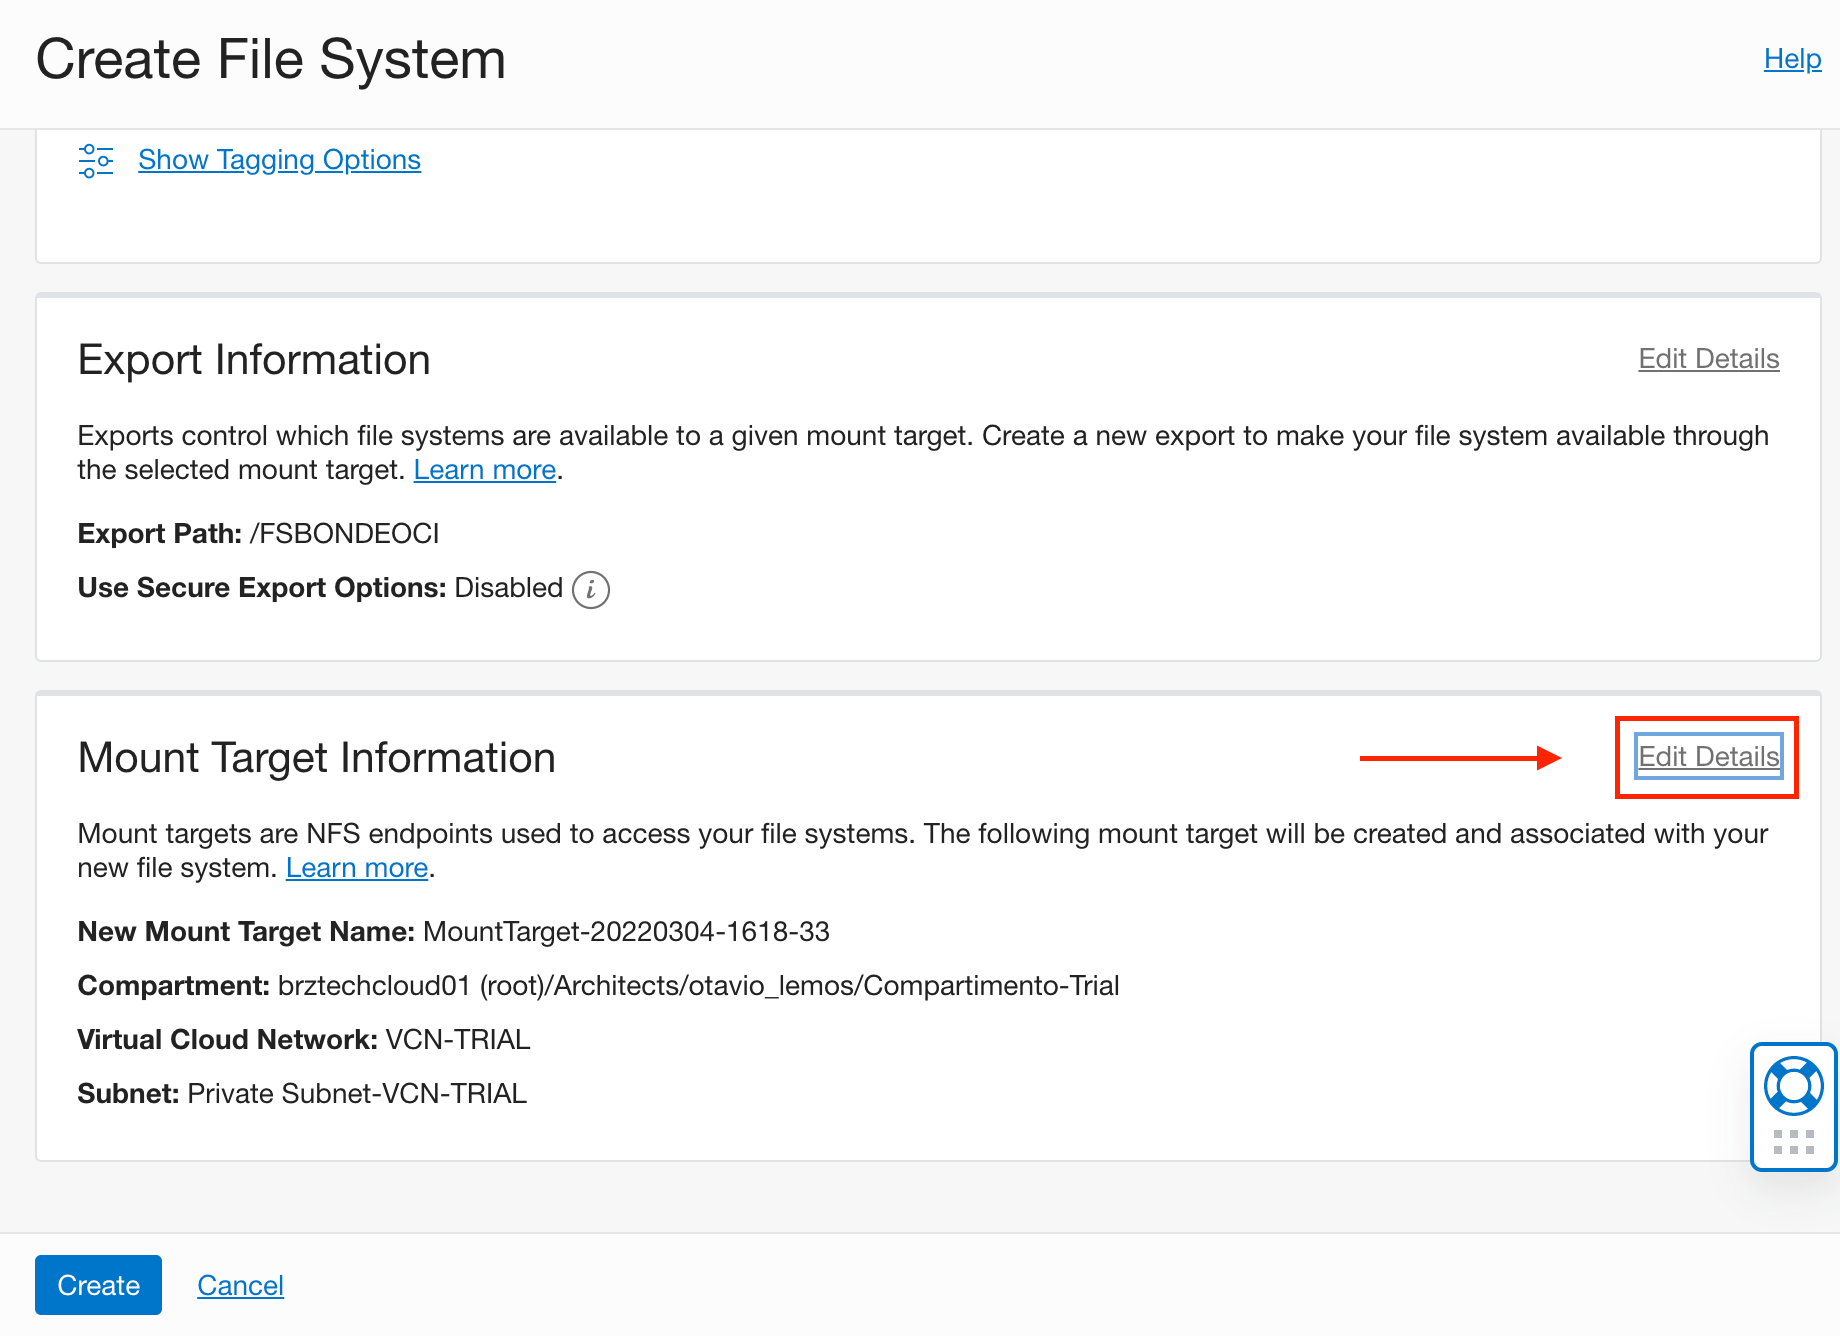 Create File System
Help
Show Tagging Options
Export Information
Edit Details
Exports control which file systems are available to a given mount target. Create a new export to make your file system available through
the selected mount target. Learn more.
Export Path: /FSBONDEOCI
Use Secure Export Options: Disabled i
Mount Target Information
Edit Details
Mount targets are NFS endpoints used to access your file systems. The following mount target will be created and associated with your
new file system. Learn more.
New Mount Target Name: MountTarget-20220304-1618-33
Compartment: brztechcloud01 (root)/Architects/otavio_lemos/Compartimento-Trial
Virtual Cloud Network: VCN-TRIAL
Subnet: Private Subnet-VCN-TRIAL
Create
Cancel